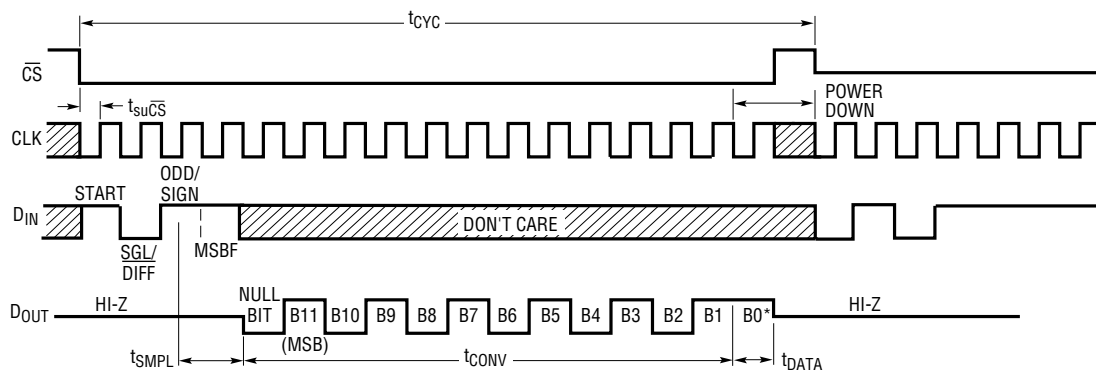 tCYC
CS
tsuCS
POWER
DOWN
CLK
START
ODD/
SIGN
DIN
DON'T CARE
SGL/
DIFF
MSBF
DOUT
HI-Z
NULL
BIT
B11
(MSB)
B10
B9
B8
B7
B6
B5
B4
B3
B2
B1
B0*
HI-Z
tSMPL
tCONV
tDATA